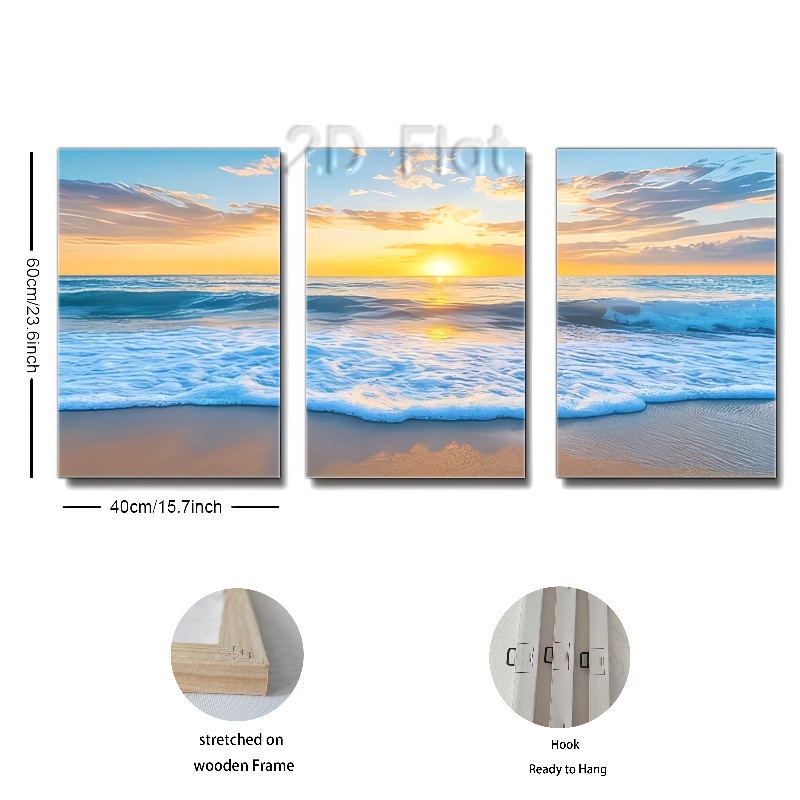 2D Flat
60cm/23.6inch
40cm/15.7inch
stretched on
wooden Frame
Hook
Ready to Hang